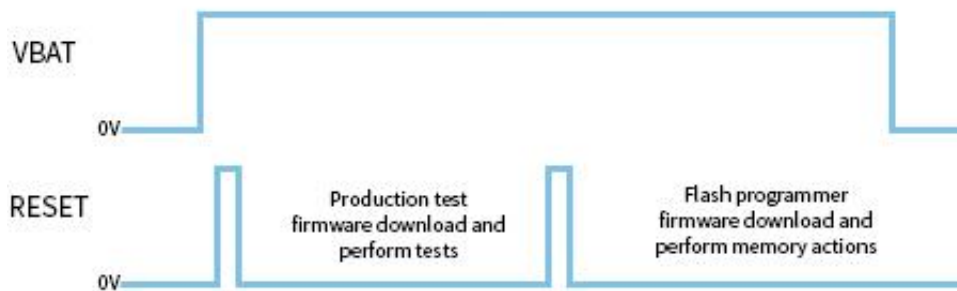 VBAT
0V
RESET
Production test
firmware download and
perform tests
Flash programmer
firmware download and
perform memory actions
0V